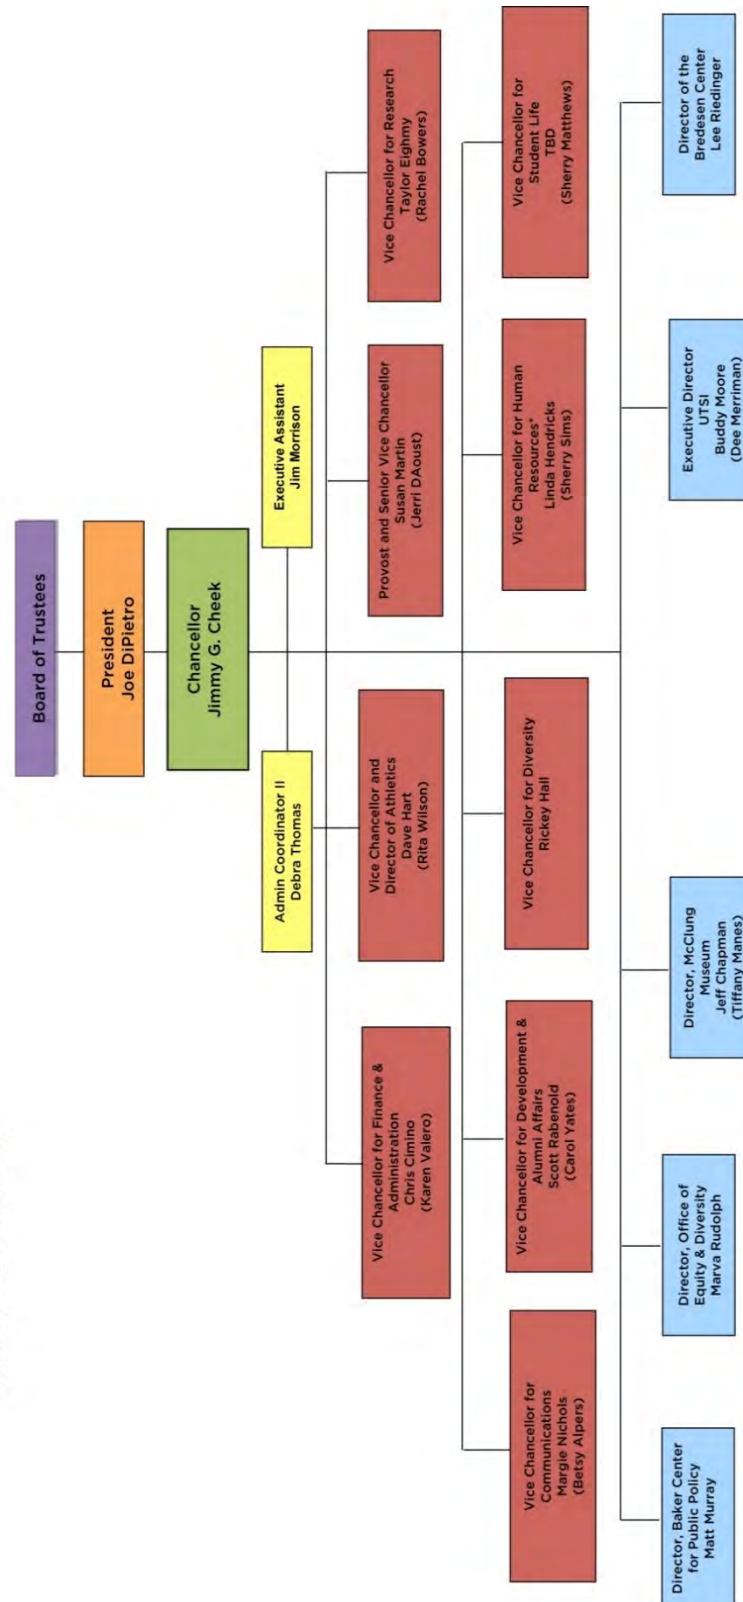 Board of Trustees
President
Joe DiPietro
Chancellor
Jimmy G. Cheek
Admin Coordinator II
Debra Thomas
Executive Assistant
Jim Morrison
Vice Chancellor for Finance &
Administration
Chris Cimino
(Karen Valero)
Vice Chancellor and
Director of Athletics
Dave Hart
(Rita Wilson)
Provost and Senior Vice Chancellor
Susan Martin
(Jerri DAoust)
Vice Chancellor for Research
Taylor Eighmy
(Rachel Bowers)
Vice Chancellor for
Communications
Margie Nichols
(Betsy Alpers)
Vice Chancellor for Development &
Alumni Affairs
Scott Rabenold
(Carol Yates)
Vice Chancellor for Diversity
Rickey Hall
Vice Chancellor for Human
Resources*
Linda Hendricks
(Sherry Sims)
Vice Chancellor for
Student Life
TBD
(Sherry Matthews)
Director, Baker Center
for Public Policy
Matt Murray
Director, Office of
Equity & Diversity
Marva Rudolph
Director, McClung
Museum
Jeff Chapman
(Tiffany Manes)
Executive Director
UTSI
Buddy Moore
(Dee Merriman)
Director of the
Bredesen Center
Lee Riedinger